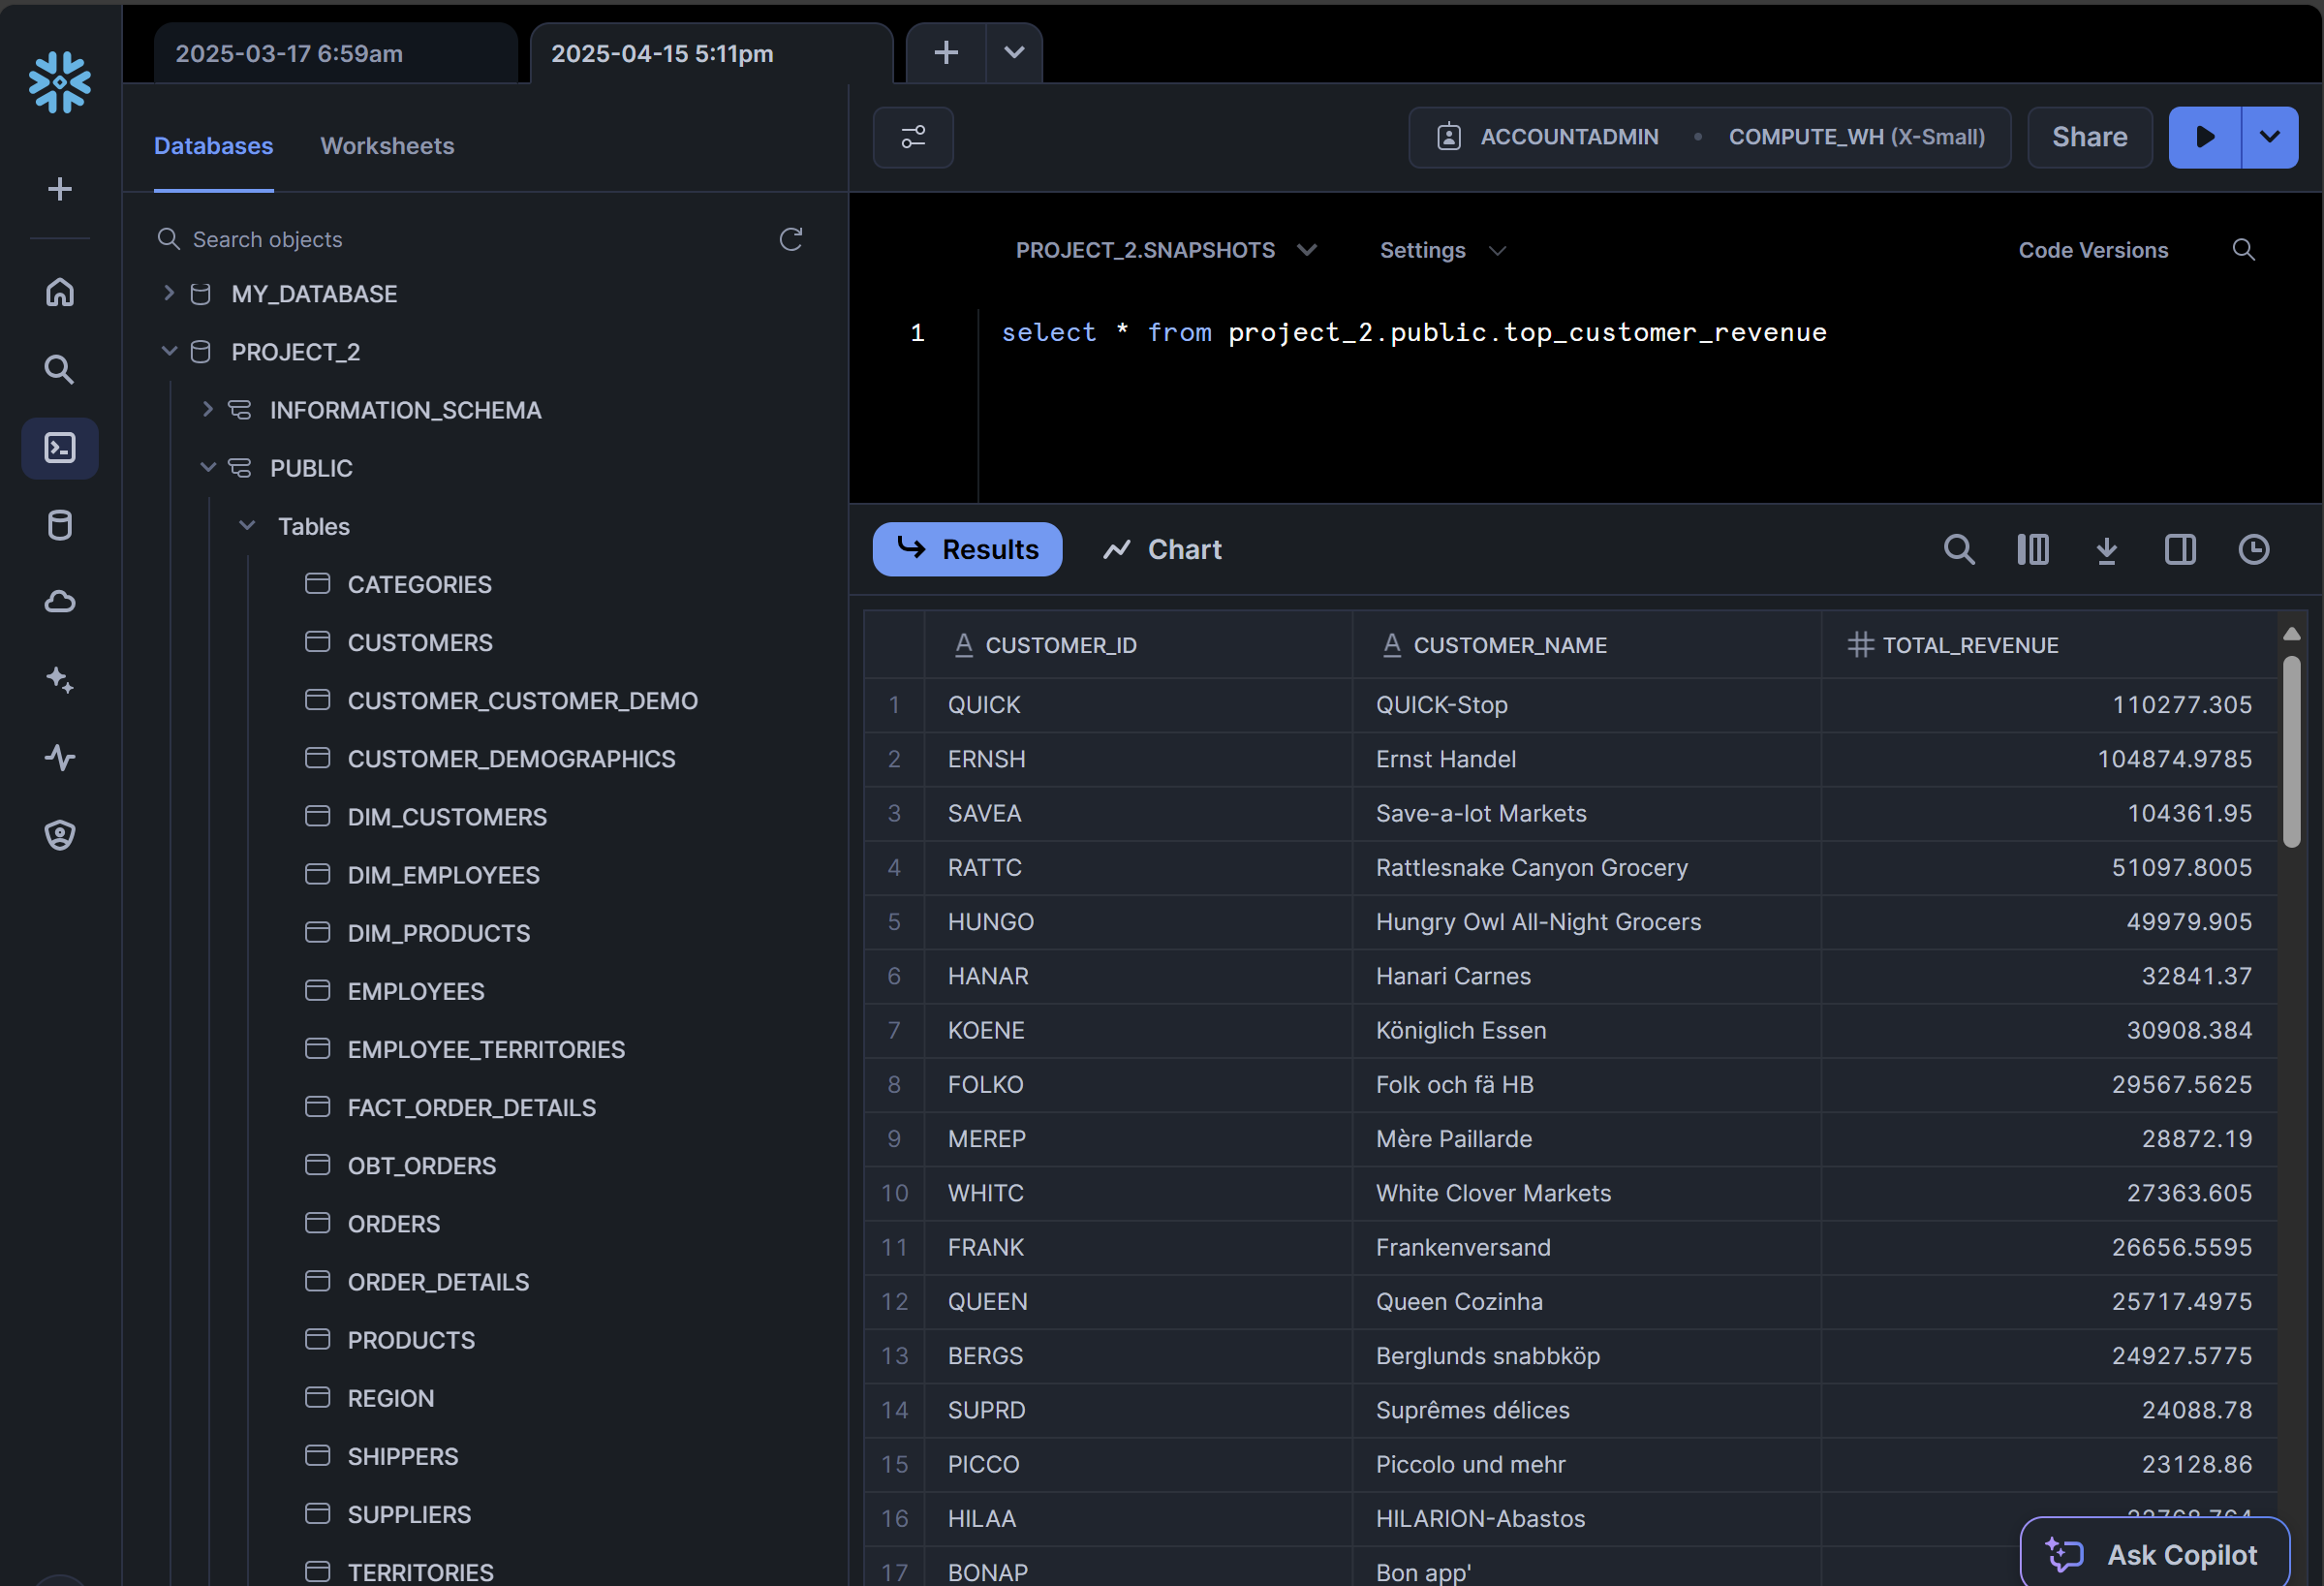 2025-03-17 6:59am
2025-04-15 5:11pm
Databases
Worksheets
Search objects
MY_DATABASE
PROJECT_2
INFORMATION_SCHEMA
PUBLIC
Tables
CATEGORIES
CUSTOMERS
CUSTOMER_CUSTOMER_DEMO
CUSTOMER_DEMOGRAPHICS
DIM_CUSTOMERS
DIM_EMPLOYEES
DIM_PRODUCTS
EMPLOYEES
EMPLOYEE_TERRITORIES
FACT_ORDER_DETAILS
OBT_ORDERS
ORDERS
ORDER_DETAILS
PRODUCTS
REGION
SHIPPERS
SUPPLIERS
TERRITORIES
ACCOUNTADMIN • COMPUTE_WH (X-Small)
Share
PROJECT_2.SNAPSHOTS
Settings
Code Versions
1 select * from project_2.public.top_customer_revenue
Results
Chart
CUSTOMER_ID CUSTOMER_NAME TOTAL_REVENUE
1 QUICK QUICK-Stop 110277.305
2 ERNSH Ernst Handel 104874.9785
3 SAVEA Save-a-lot Markets 104361.95
4 RATTC Rattlesnake Canyon Grocery 51097.8005
5 HUNGO Hungry Owl All-Night Grocers 49979.905
6 HANAR Hanari Carnes 32841.37
7 KOENE Königlich Essen 30908.384
8 FOLKO Folk och fä HB 29567.5625
9 MEREP Mère Paillarde 28872.19
10 WHITC White Clover Markets 27363.605
11 FRANK Frankenversand 26656.5595
12 QUEEN Queen Cozinha 25717.4975
13 BERGS Berglunds snabbköp 24927.5775
14 SUPRD Suprêmes délices 24088.78
15 PICCO Piccolo und mehr 23128.86
16 HILAA HILARION-Abastos
17 BONAP Bon app'
Ask Copilot